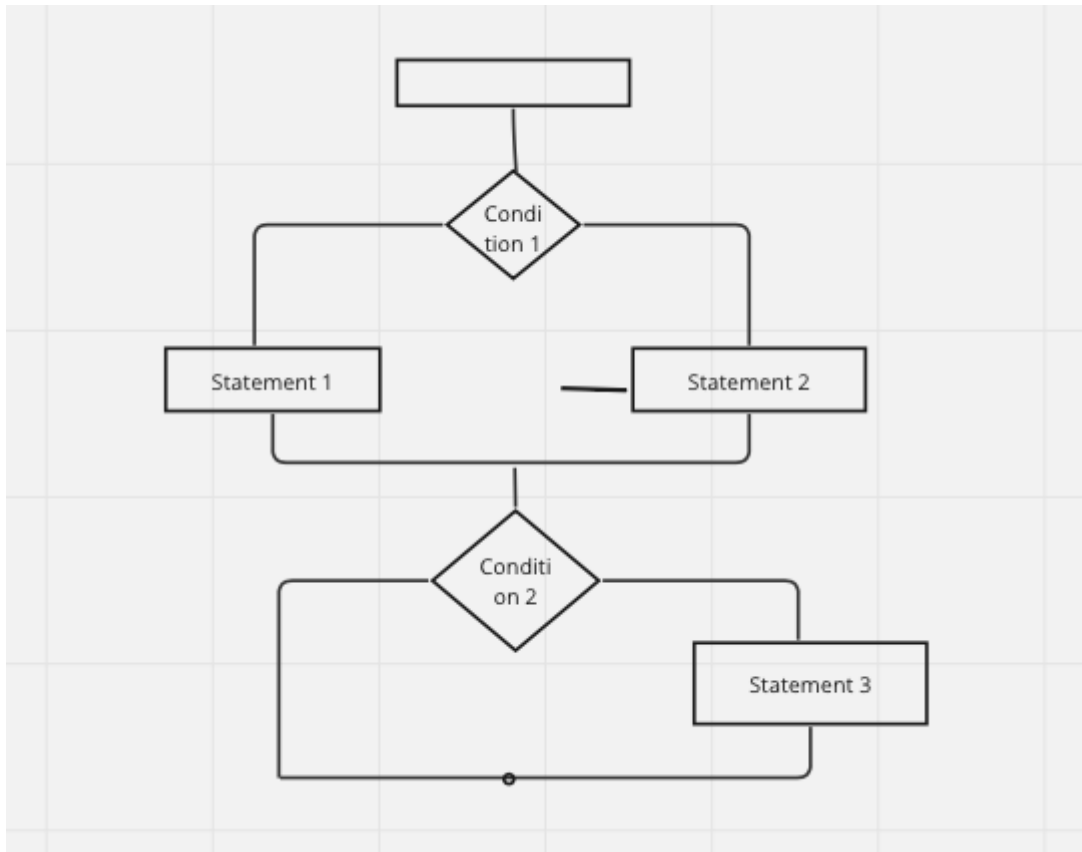 Condi
tion 1
Statement 1
Statement 2
Conditi
on 2
Statement 3